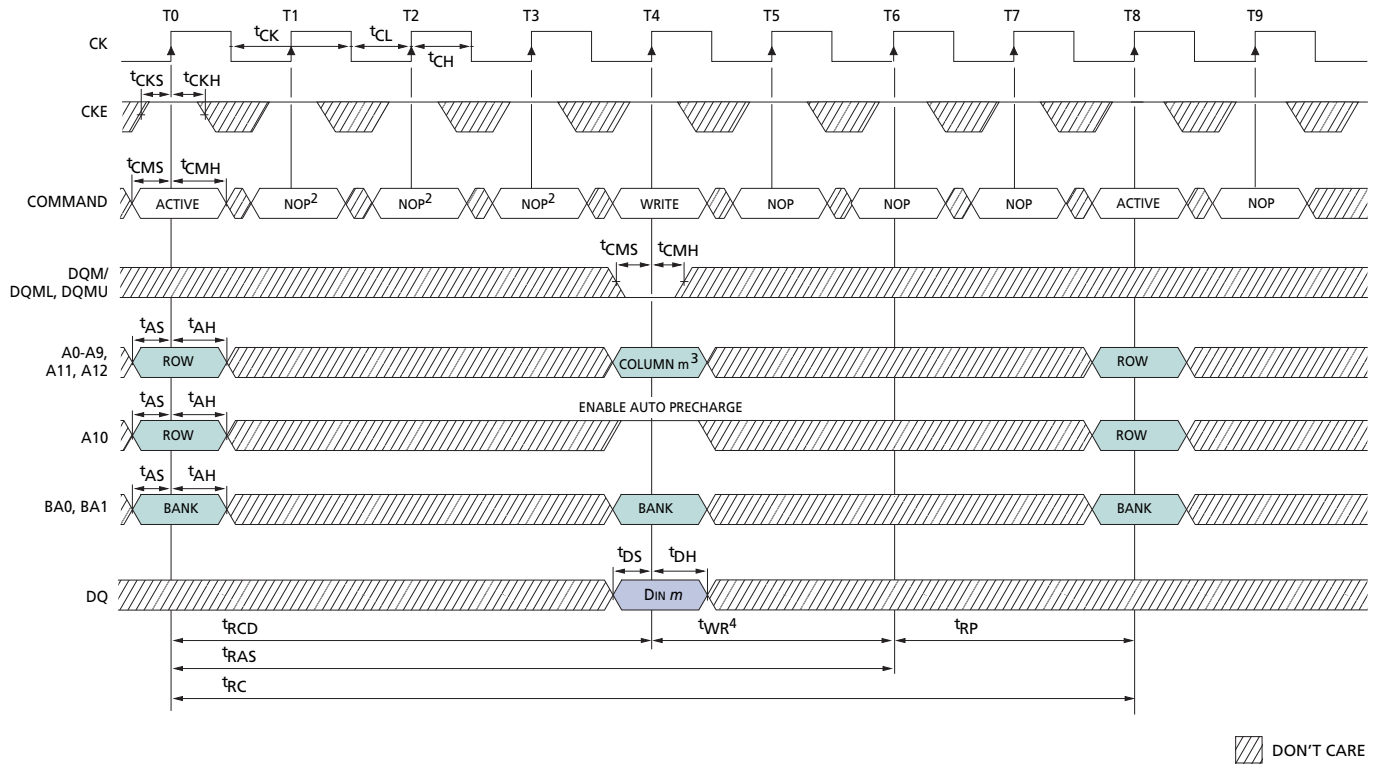 T0 T1 T2 T3 T4 T5 T6 T7 T8 T9
CK tCK tCL tCH
tCKS tCKH
CKE
tCMS tCMH
COMMAND ACTIVE NOP2 NOP2 NOP2 WRITE NOP NOP NOP ACTIVE NOP
tCMS tCMH
DQM/
DQML, DQMU
tAS tAH
A0-A9,
A11, A12 ROW COLUMN m3 ROW
tAS tAH
ENABLE AUTO PRECHARGE
A10 ROW ROW
tAS tAH
BA0, BA1 BANK BANK BANK
tDS tDH
DQ DIN m
tRCD tWR4 tRP
tRAS
tRC
DON'T CARE